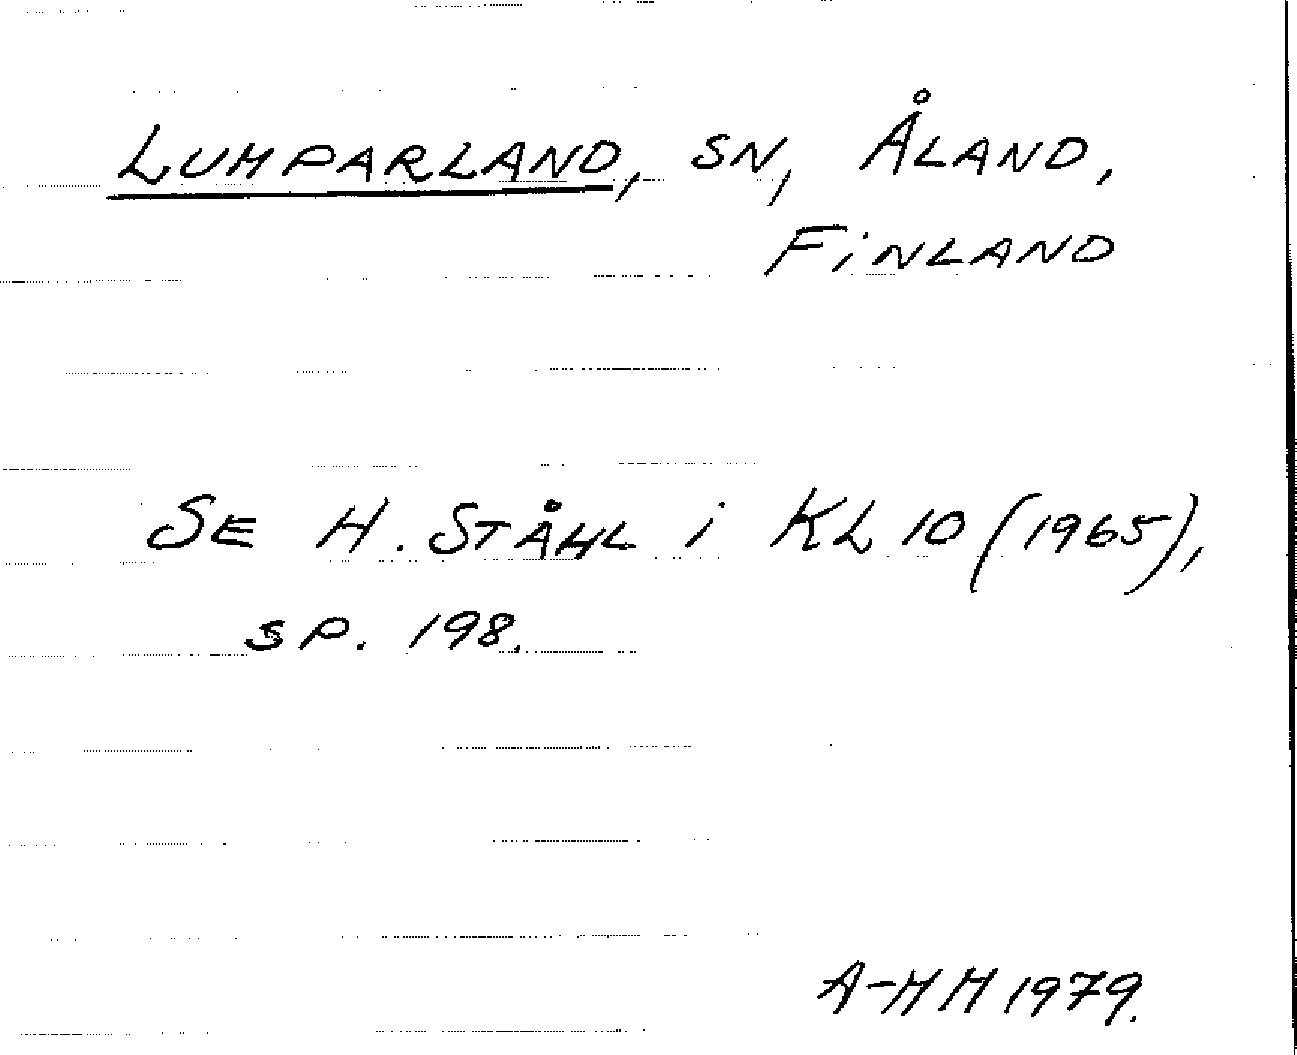 LUMPARLAND, SN, ÅLAND,
FINLAND
SE H. STÅHL i KL 10 (1965),
SP. 198.
A-HH 1979.